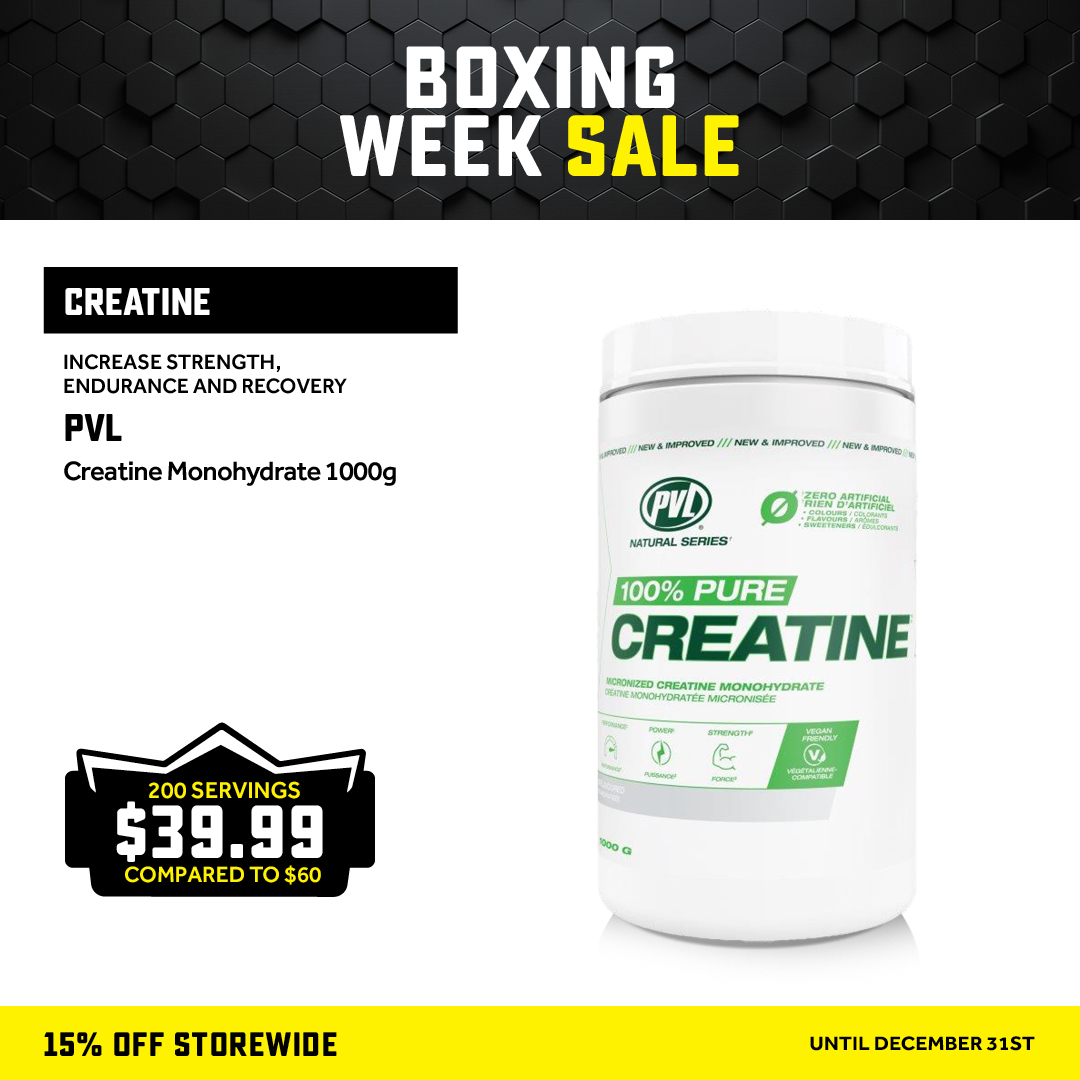 BOXING
WEEK SALE
CREATINE
INCREASE STRENGTH,
ENDURANCE AND RECOVERY
PVL
Creatine Monohydrate 1000g
200 SERVINGS
$39.99
COMPARED TO $60
NEW & IMPROVED /// NEW & IMPROVED /// NEW & IMPROVED
PVL®
NATURAL SERIES
ZERO ARTIFICIAL
RIEN D'ARTIFICIEL
• COLOURS / COLORANTS
• FLAVOURS / ARÔMES
• SWEETENERS / ÉDULCORANTS
100% PURE
CREATINE
MICRONIZED CREATINE MONOHYDRATE
CRÉATINE MONOHYDRATÉE MICRONISÉE
POWER
PUISSANCE
STRENGTH
FORCE
VEGAN
FRIENDLY
V
VÉGÉTALIENNE-
COMPATIBLE
1000 G
15% OFF STOREWIDE
UNTIL DECEMBER 31ST